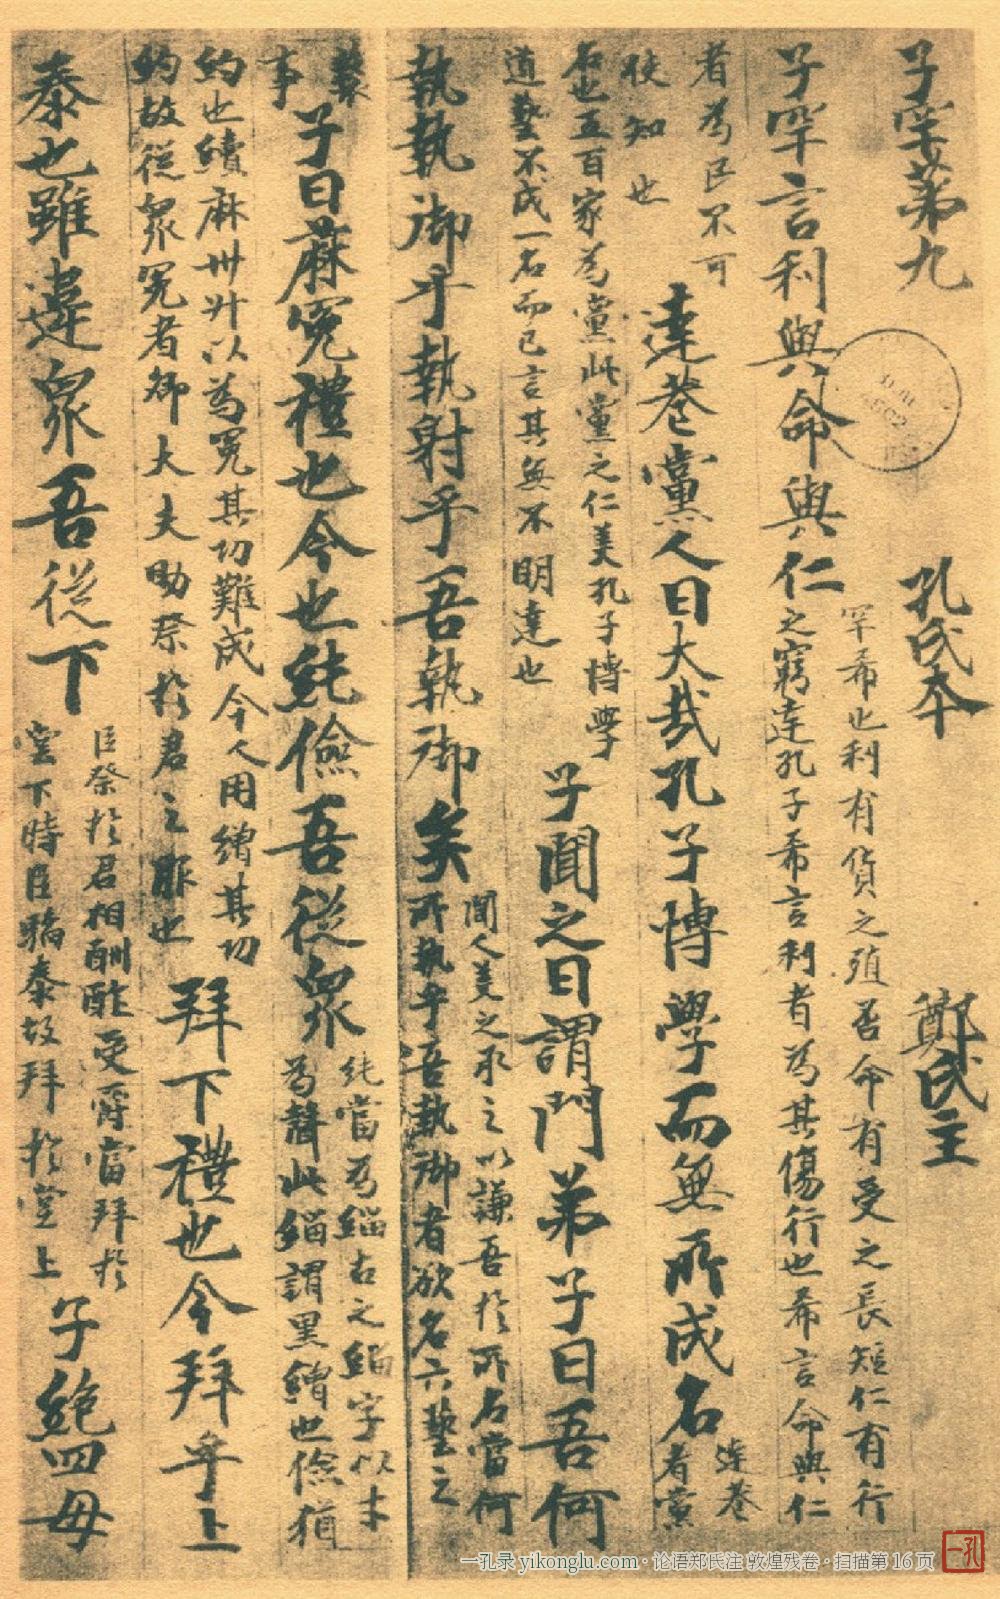 子罕苐九 孔氏本 鄭氏主
子罕言利與命與仁
罕希也利有貨之殖否命有受之長短仁有行
之窮達孔子希言利者為其傷行也希言命與仁
者為民不可
使知也
達巷黨人曰大哉孔子博學而無所成名
達巷
者黨
名也五百家為黨此黨之仁美孔子博學
道藝不成一名而已言其無不明達也
子聞之曰謂門弟子曰吾何
執執御乎執射乎吾執御矣
聞人美之承之以謙吾於所名當何
所執乎吾執御者欲名六藝之
事
子曰麻冕禮也今也純儉吾從眾
純當為緇古之緇字以才
為聲此緇謂黑繒也儉猶
約也績麻卅升以為冕其功難成今人用繒其功
約故從眾冕者卿大夫助祭於君之服也
拜下禮也今拜乎上
泰也雖違眾吾從下
臣祭於君相酬酢受爵當拜於
堂下時臣驕泰故拜於堂上
子絕四毋
一孔录 yikonglu.com · 论语郑氏注 敦煌残卷 · 扫描第 16 页
一孔